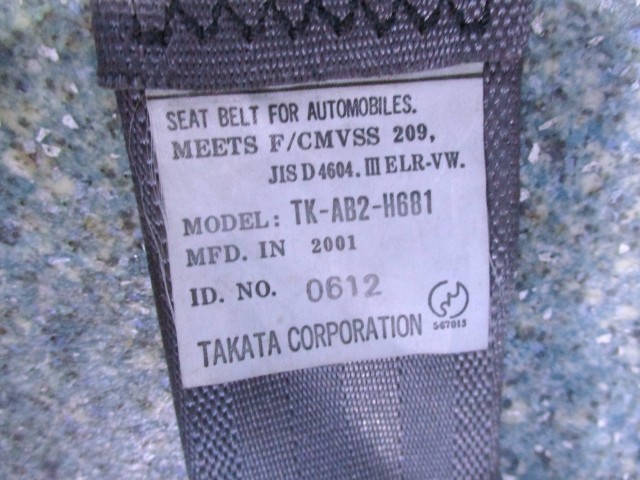 SEAT BELT FOR AUTOMOBILES.
MEETS F/CMVSS 209,
JIS D 4604. III ELR-VW.
MODEL: TK-AB2-H681
MFD. IN 2001
ID. NO. 0612
567013
TAKATA CORPORATION